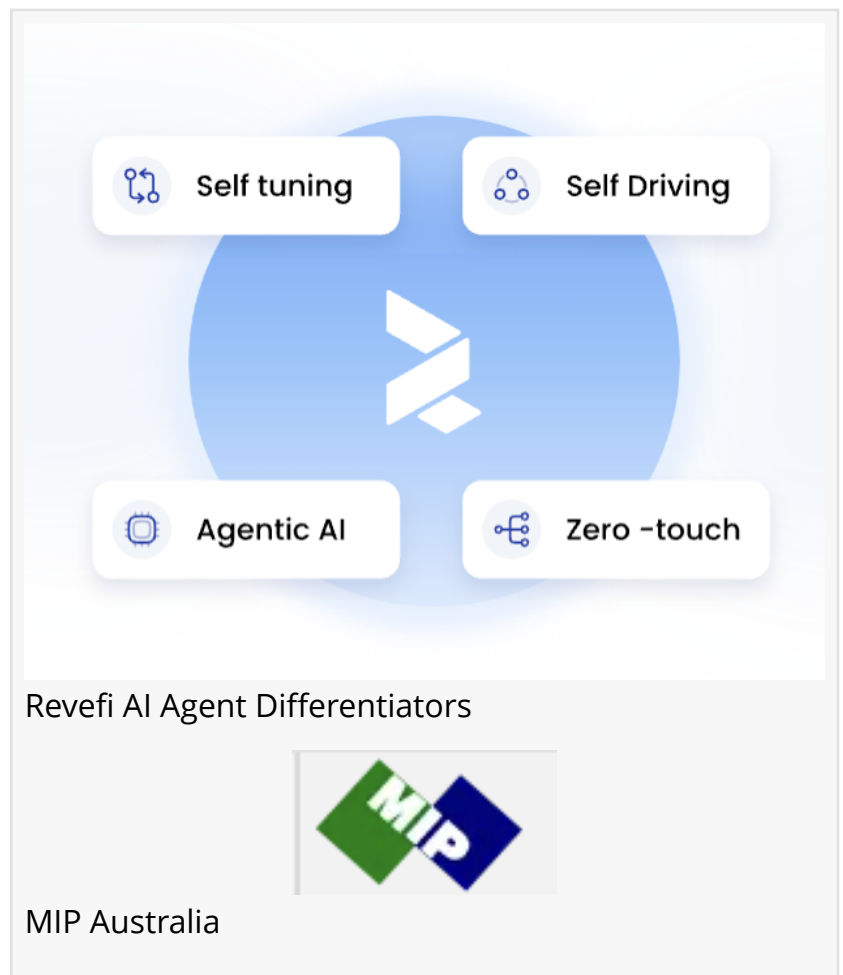 Self tuning
Self Driving
Agentic AI
Zero -touch
Revefi AI Agent Differentiators
MIP
MIP Australia